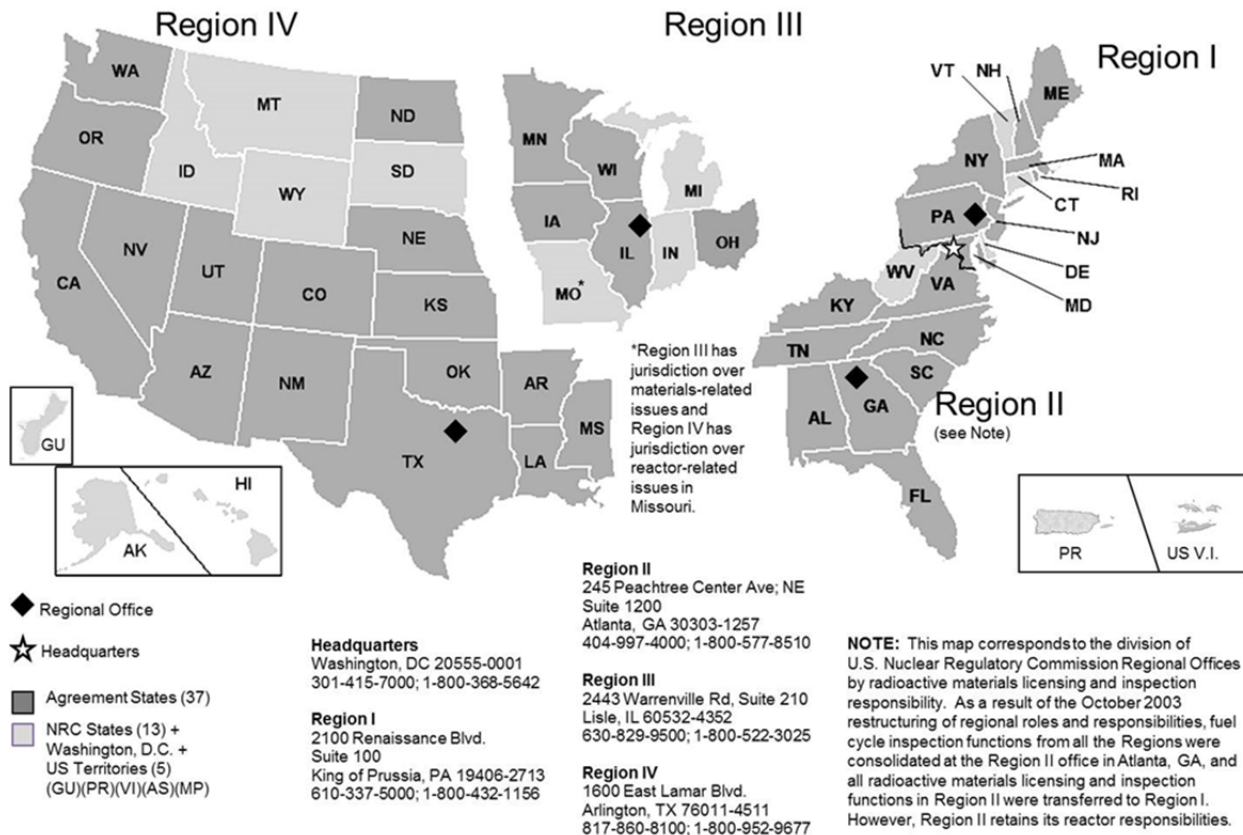 Region IV
Region III
Region I
WA
MT
ND
OR
ID
SD
WY
NE
NV
UT
CA
CO
KS
AZ
NM
OK
AR
TX
LA
MS
GU
HI
AK
MN
WI
MI
IA
IL
IN
OH
MO*
*Region III has
jurisdiction over
materials-related
issues and
Region IV has
jurisdiction over
reactor-related
issues in
Missouri.
VT
NH
ME
NY
MA
RI
CT
PA
NJ
DE
MD
WV
VA
KY
NC
TN
SC
AL
GA
FL
Region II
(see Note)
PR
US V.I.
Regional Office
Headquarters
Agreement States (37)
NRC States (13) +
Washington, D.C. +
US Territories (5)
(GU)(PR)(VI)(AS)(MP)
Headquarters
Washington, DC 20555-0001
301-415-7000; 1-800-368-5642
Region I
2100 Renaissance Blvd.
Suite 100
King of Prussia, PA 19406-2713
610-337-5000; 1-800-432-1156
Region II
245 Peachtree Center Ave; NE
Suite 1200
Atlanta, GA 30303-1257
404-997-4000; 1-800-577-8510
Region III
2443 Warrenville Rd, Suite 210
Lisle, IL 60532-4352
630-829-9500; 1-800-522-3025
Region IV
1600 East Lamar Blvd.
Arlington, TX 76011-4511
817-860-8100; 1-800-952-9677
NOTE: This map corresponds to the division of
U.S. Nuclear Regulatory Commission Regional Offices
by radioactive materials licensing and inspection
responsibility. As a result of the October 2003
restructuring of regional roles and responsibilities, fuel
cycle inspection functions from all the Regions were
consolidated at the Region II office in Atlanta, GA, and
all radioactive materials licensing and inspection
functions in Region II were transferred to Region I.
However, Region II retains its reactor responsibilities.